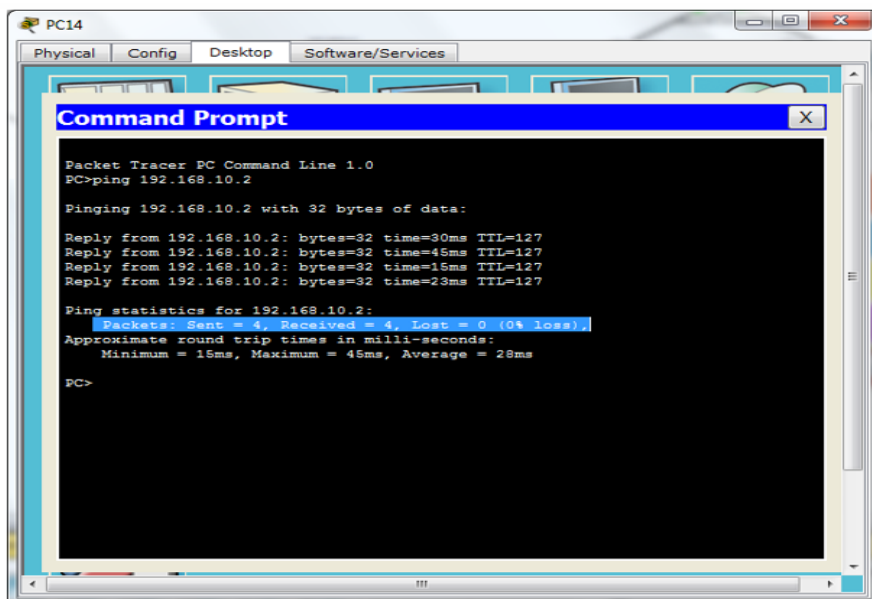 PC14
Physical Config Desktop Software/Services
Command Prompt X
Packet Tracer PC Command Line 1.0
PC>ping 192.168.10.2
Pinging 192.168.10.2 with 32 bytes of data:
Reply from 192.168.10.2: bytes=32 time=30ms TTL=127
Reply from 192.168.10.2: bytes=32 time=45ms TTL=127
Reply from 192.168.10.2: bytes=32 time=15ms TTL=127
Reply from 192.168.10.2: bytes=32 time=23ms TTL=127
Ping statistics for 192.168.10.2:
Packets: Sent = 4, Received = 4, Lost = 0 (0% loss),
Approximate round trip times in milli-seconds:
Minimum = 15ms, Maximum = 45ms, Average = 28ms
PC>